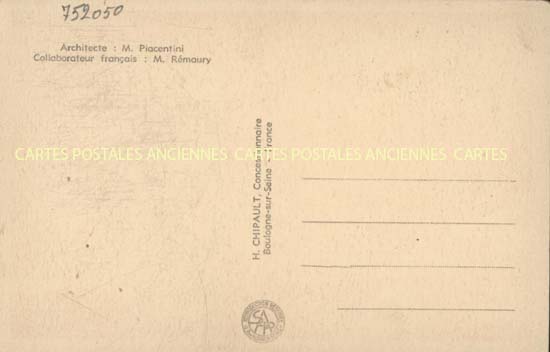 752050
Architecte : M. Piacentini
Collaborateur français : M. Rémaury
H. CHIPAULT, Concessionnaire
Boulogne-sur-Seine - France
CARTES POSTALES ANCIENNES CARTES POSTALES ANCIENNES CARTES